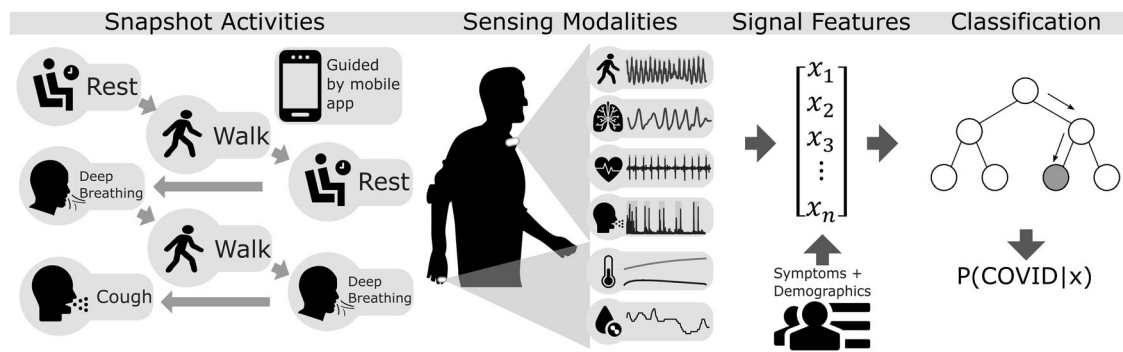 Snapshot Activities
Sensing Modalities
Signal Features
Classification
Rest
Guided
by mobile
app
Walk
Rest
Deep
Breathing
Walk
Deep
Breathing
Cough
x₁
x₂
x₃
⋮
xₙ
Symptoms +
Demographics
P(COVID|x)